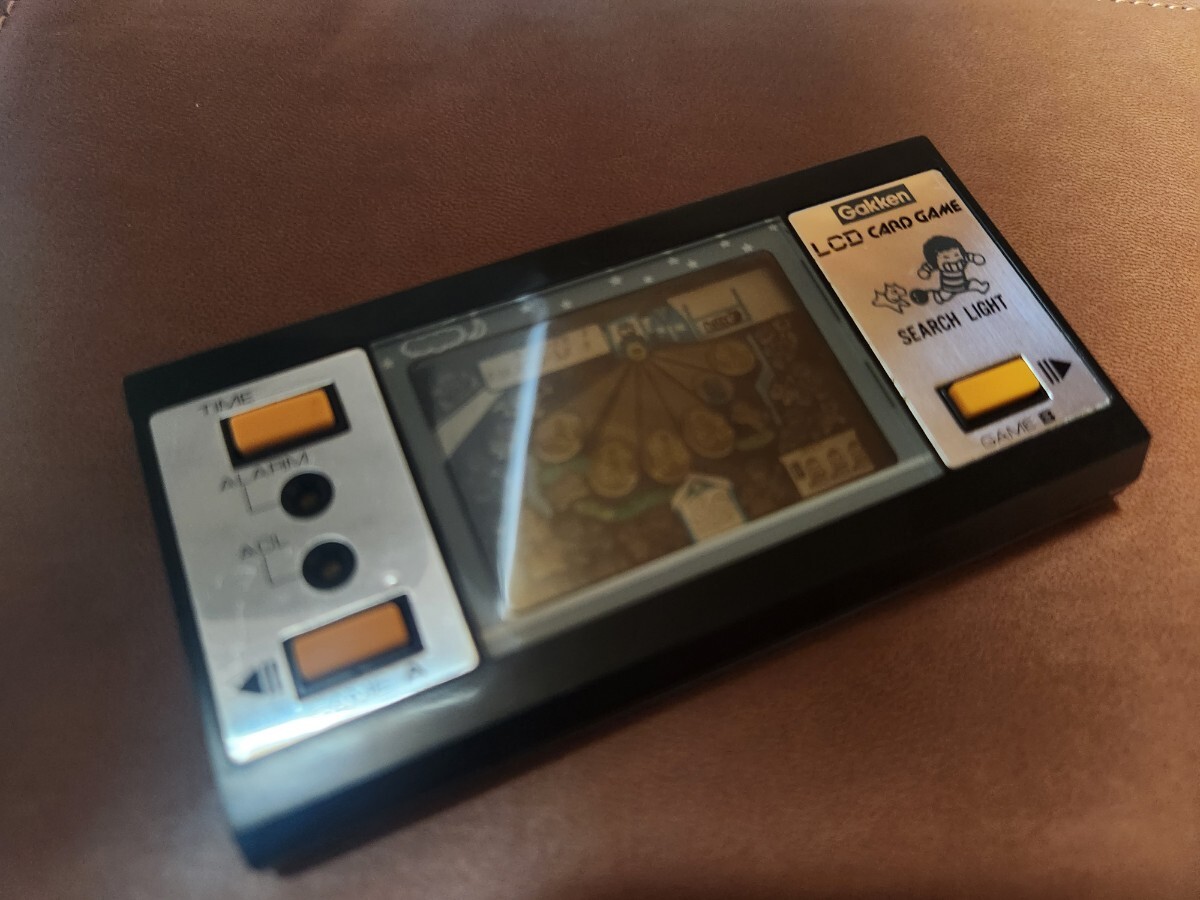 Gakken
LCD CARD GAME
SEARCH LIGHT
GAME B
TIME
ALARM
ACL
A